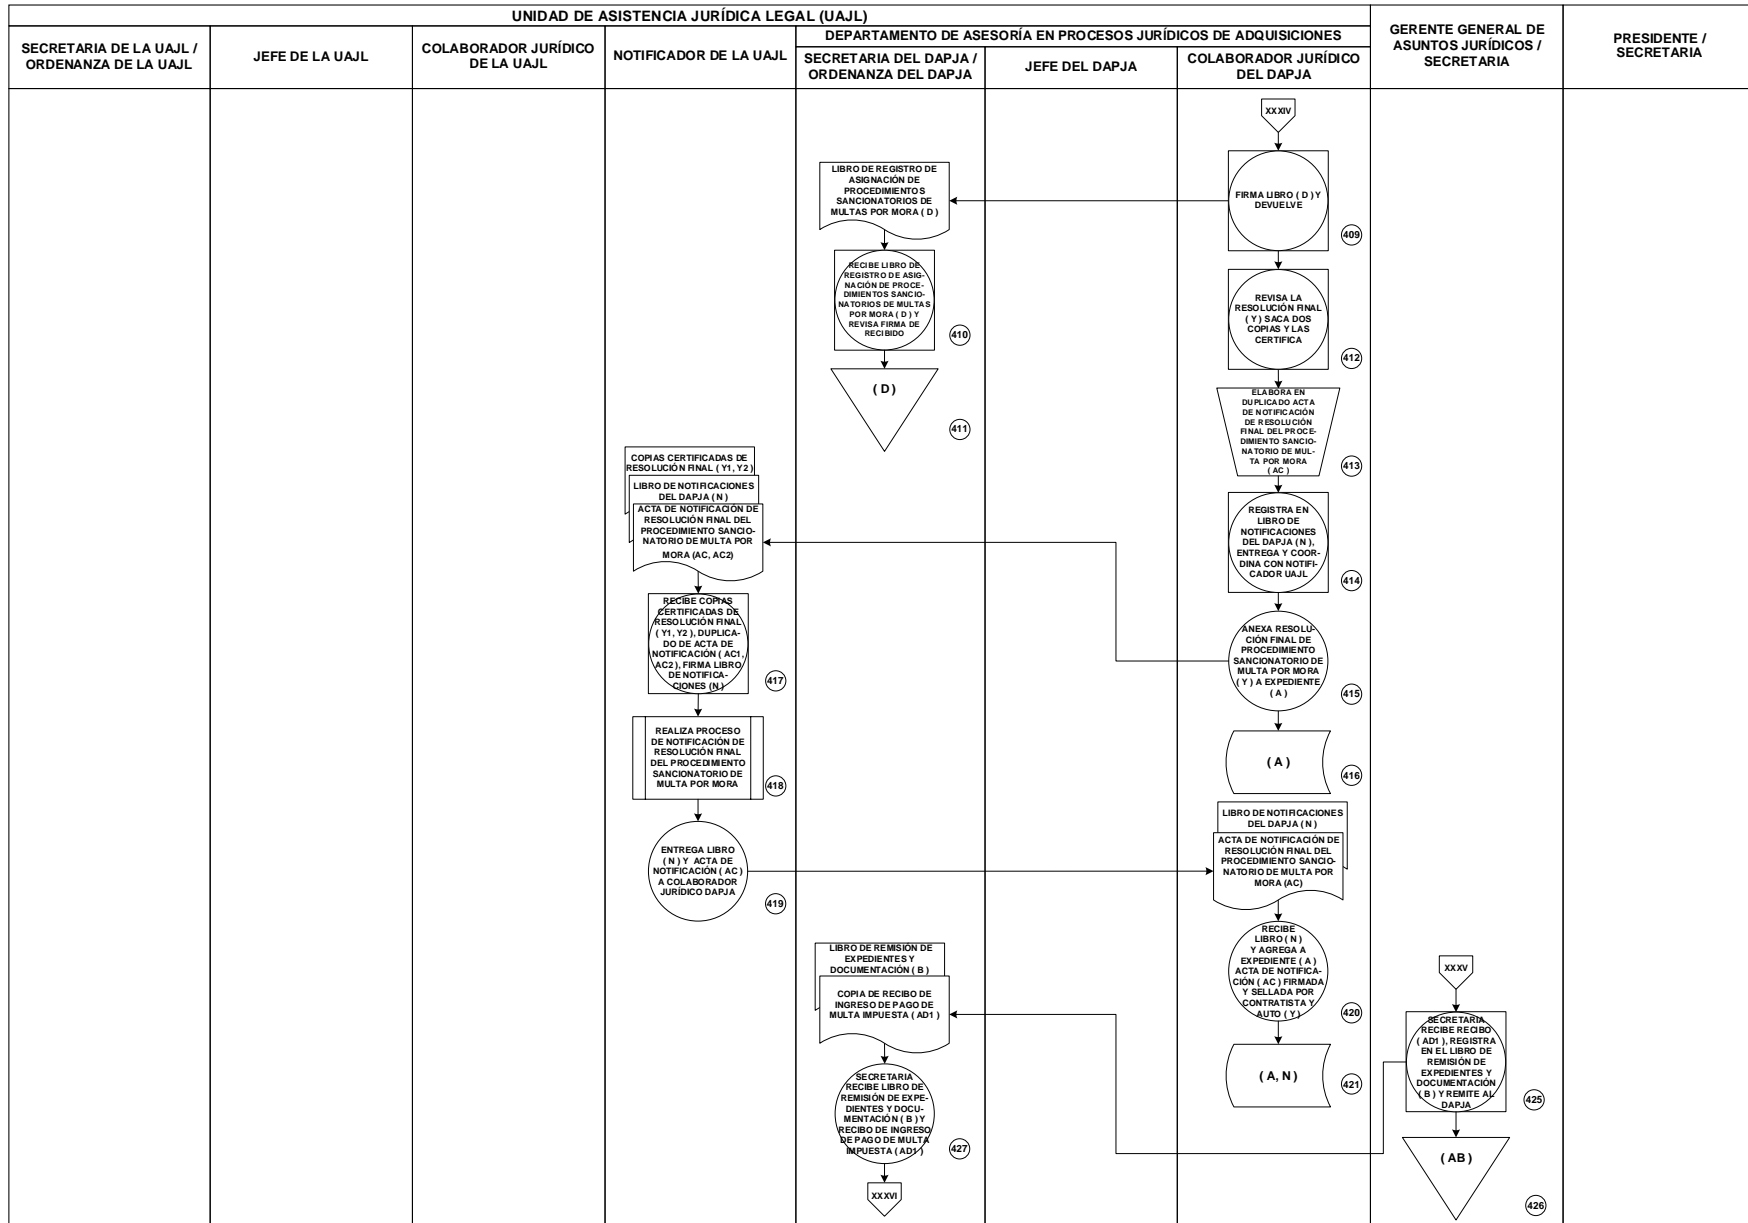 UNIDAD DE ASISTENCIA JURÍDICA LEGAL (UAJL)
SECRETARIA DE LA UAJL /
ORDENANZA DE LA UAJL
JEFE DE LA UAJL
COLABORADOR JURÍDICO
DE LA UAJL
NOTIFICADOR DE LA UAJL
DEPARTAMENTO DE ASESORÍA EN PROCESOS JURÍDICOS DE ADQUISICIONES
SECRETARIA DEL DAPJA /
ORDENANZA DEL DAPJA
JEFE DEL DAPJA
COLABORADOR JURÍDICO
DEL DAPJA
GERENTE GENERAL DE
ASUNTOS JURÍDICOS /
SECRETARIA
PRESIDENTE /
SECRETARIA
XXXIV
FIRMA LIBRO ( D ) Y
DEVUELVE
409
LIBRO DE REGISTRO DE
ASIGNACIÓN DE
PROCEDIMIENTOS
SANCIONATORIOS DE
MULTAS POR MORA ( D )
RECIBE LIBRO DE
REGISTRO DE ASIG-
NACIÓN DE PROCE-
DIMIENTOS SANCIO-
NATORIOS DE MULTAS
POR MORA ( D ) Y
REVISA FIRMA DE
RECIBIDO
410
( D )
411
REVISA LA
RESOLUCIÓN FINAL
( Y ) SACA DOS
COPIAS Y LAS
CERTIFICA
412
ELABORA EN
DUPLICADO ACTA
DE NOTIFICACIÓN
DE RESOLUCIÓN
FINAL DEL PROCE-
DIMIENTO SANCIO-
NATORIO DE MUL-
TA POR MORA
( AC )
413
REGISTRA EN
LIBRO DE
NOTIFICACIONES
DEL DAPJA ( N ),
ENTREGA Y COOR-
DINA CON NOTIFI-
CADOR UAJL
414
ANEXA RESOLU-
CIÓN FINAL DE
PROCEDIMIENTO
SANCIONATORIO DE
MULTA POR MORA
( Y ) A EXPEDIENTE
( A )
415
( A )
416
COPIAS CERTIFICADAS DE
RESOLUCIÓN FINAL ( Y1, Y2 )
LIBRO DE NOTIFICACIONES
DEL DAPJA ( N )
ACTA DE NOTIFICACIÓN DE
RESOLUCIÓN FINAL DEL
PROCEDIMIENTO SANCIO-
NATORIO DE MULTA POR
MORA (AC, AC2)
RECIBE COPIAS
CERTIFICADAS DE
RESOLUCIÓN FINAL
( Y1, Y2 ), DUPLICA-
DO DE ACTA DE
NOTIFICACIÓN ( AC1,
AC2 ), FIRMA LIBRO
DE NOTIFICA-
CIONES (N )
417
REALIZA PROCESO
DE NOTIFICACIÓN DE
RESOLUCIÓN FINAL
DEL PROCEDIMIENTO
SANCIONATORIO DE
MULTA POR MORA
418
ENTREGA LIBRO
( N ) Y ACTA DE
NOTIFICACIÓN ( AC )
A COLABORADOR
JURÍDICO DAPJA
419
LIBRO DE NOTIFICACIONES
DEL DAPJA ( N )
ACTA DE NOTIFICACIÓN DE
RESOLUCIÓN FINAL DEL
PROCEDIMIENTO SANCIO-
NATORIO DE MULTA POR
MORA (AC)
RECIBE
LIBRO ( N )
Y AGREGA A
EXPEDIENTE ( A )
ACTA DE NOTIFICA-
CIÓN ( AC ) FIRMADA
Y SELLADA POR
CONTRATISTA Y
AUTO ( Y )
420
( A, N )
421
XXXV
SECRETARIA
RECIBE RECIBO
( AD1 ), REGISTRA
EN EL LIBRO DE
REMISIÓN DE
EXPEDIENTES Y
DOCUMENTACIÓN
( B ) Y REMITE AL
DAPJA
425
( AB )
426
LIBRO DE REMISIÓN DE
EXPEDIENTES Y
DOCUMENTACIÓN ( B )
COPIA DE RECIBO DE
INGRESO DE PAGO DE
MULTA IMPUESTA ( AD1 )
SECRETARIA
RECIBE LIBRO DE
REMISIÓN DE EXPE-
DIENTES Y DOCU-
MENTACIÓN ( B ) Y
RECIBO DE INGRESO
DE PAGO DE MULTA
IMPUESTA ( AD1 )
427
XXXVI